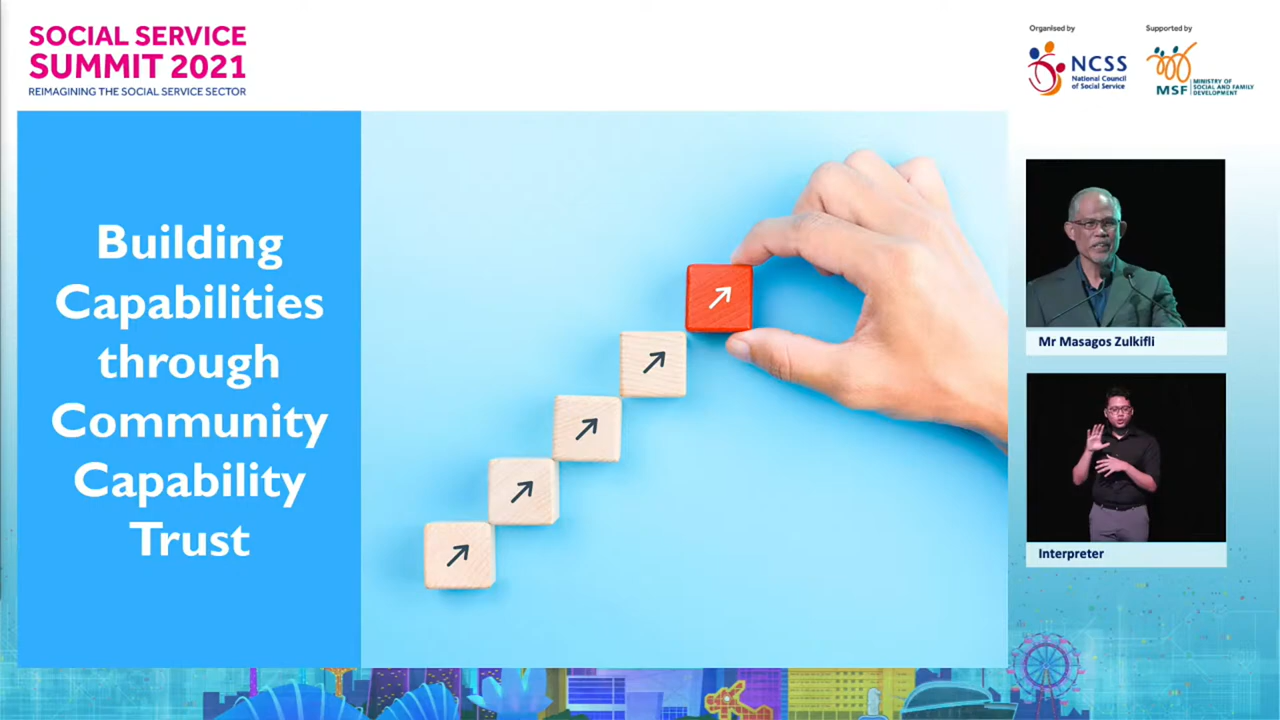 SOCIAL SERVICE
SUMMIT 2021
REIMAGINING THE SOCIAL SERVICE SECTOR
Organised by
NCSS
National Council
of Social Service
Supported by
MSF
MINISTRY OF
SOCIAL AND FAMILY
DEVELOPMENT
Building
Capabilities
through
Community
Capability
Trust
Mr Masagos Zulkifli
Interpreter